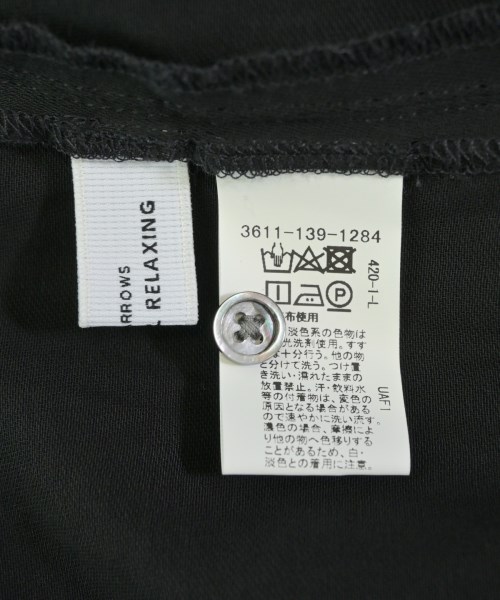 ARROWS
RELAXING
3611-139-1284
420-1-L
P
布使用
淡色系の色物は
光洗剤使用。すす
な十分行う。他の物
と分けて洗う。つけ置
き洗い・濡れたままの
放置禁止。汗・飲料水
等の付着物は、変色の
原因となる場合がある
ので速やかに洗い流す。
濃色の場合、摩擦によ
り他の物へ色移りする
ことがあるため、白・
淡色との着用に注意。
UAF1